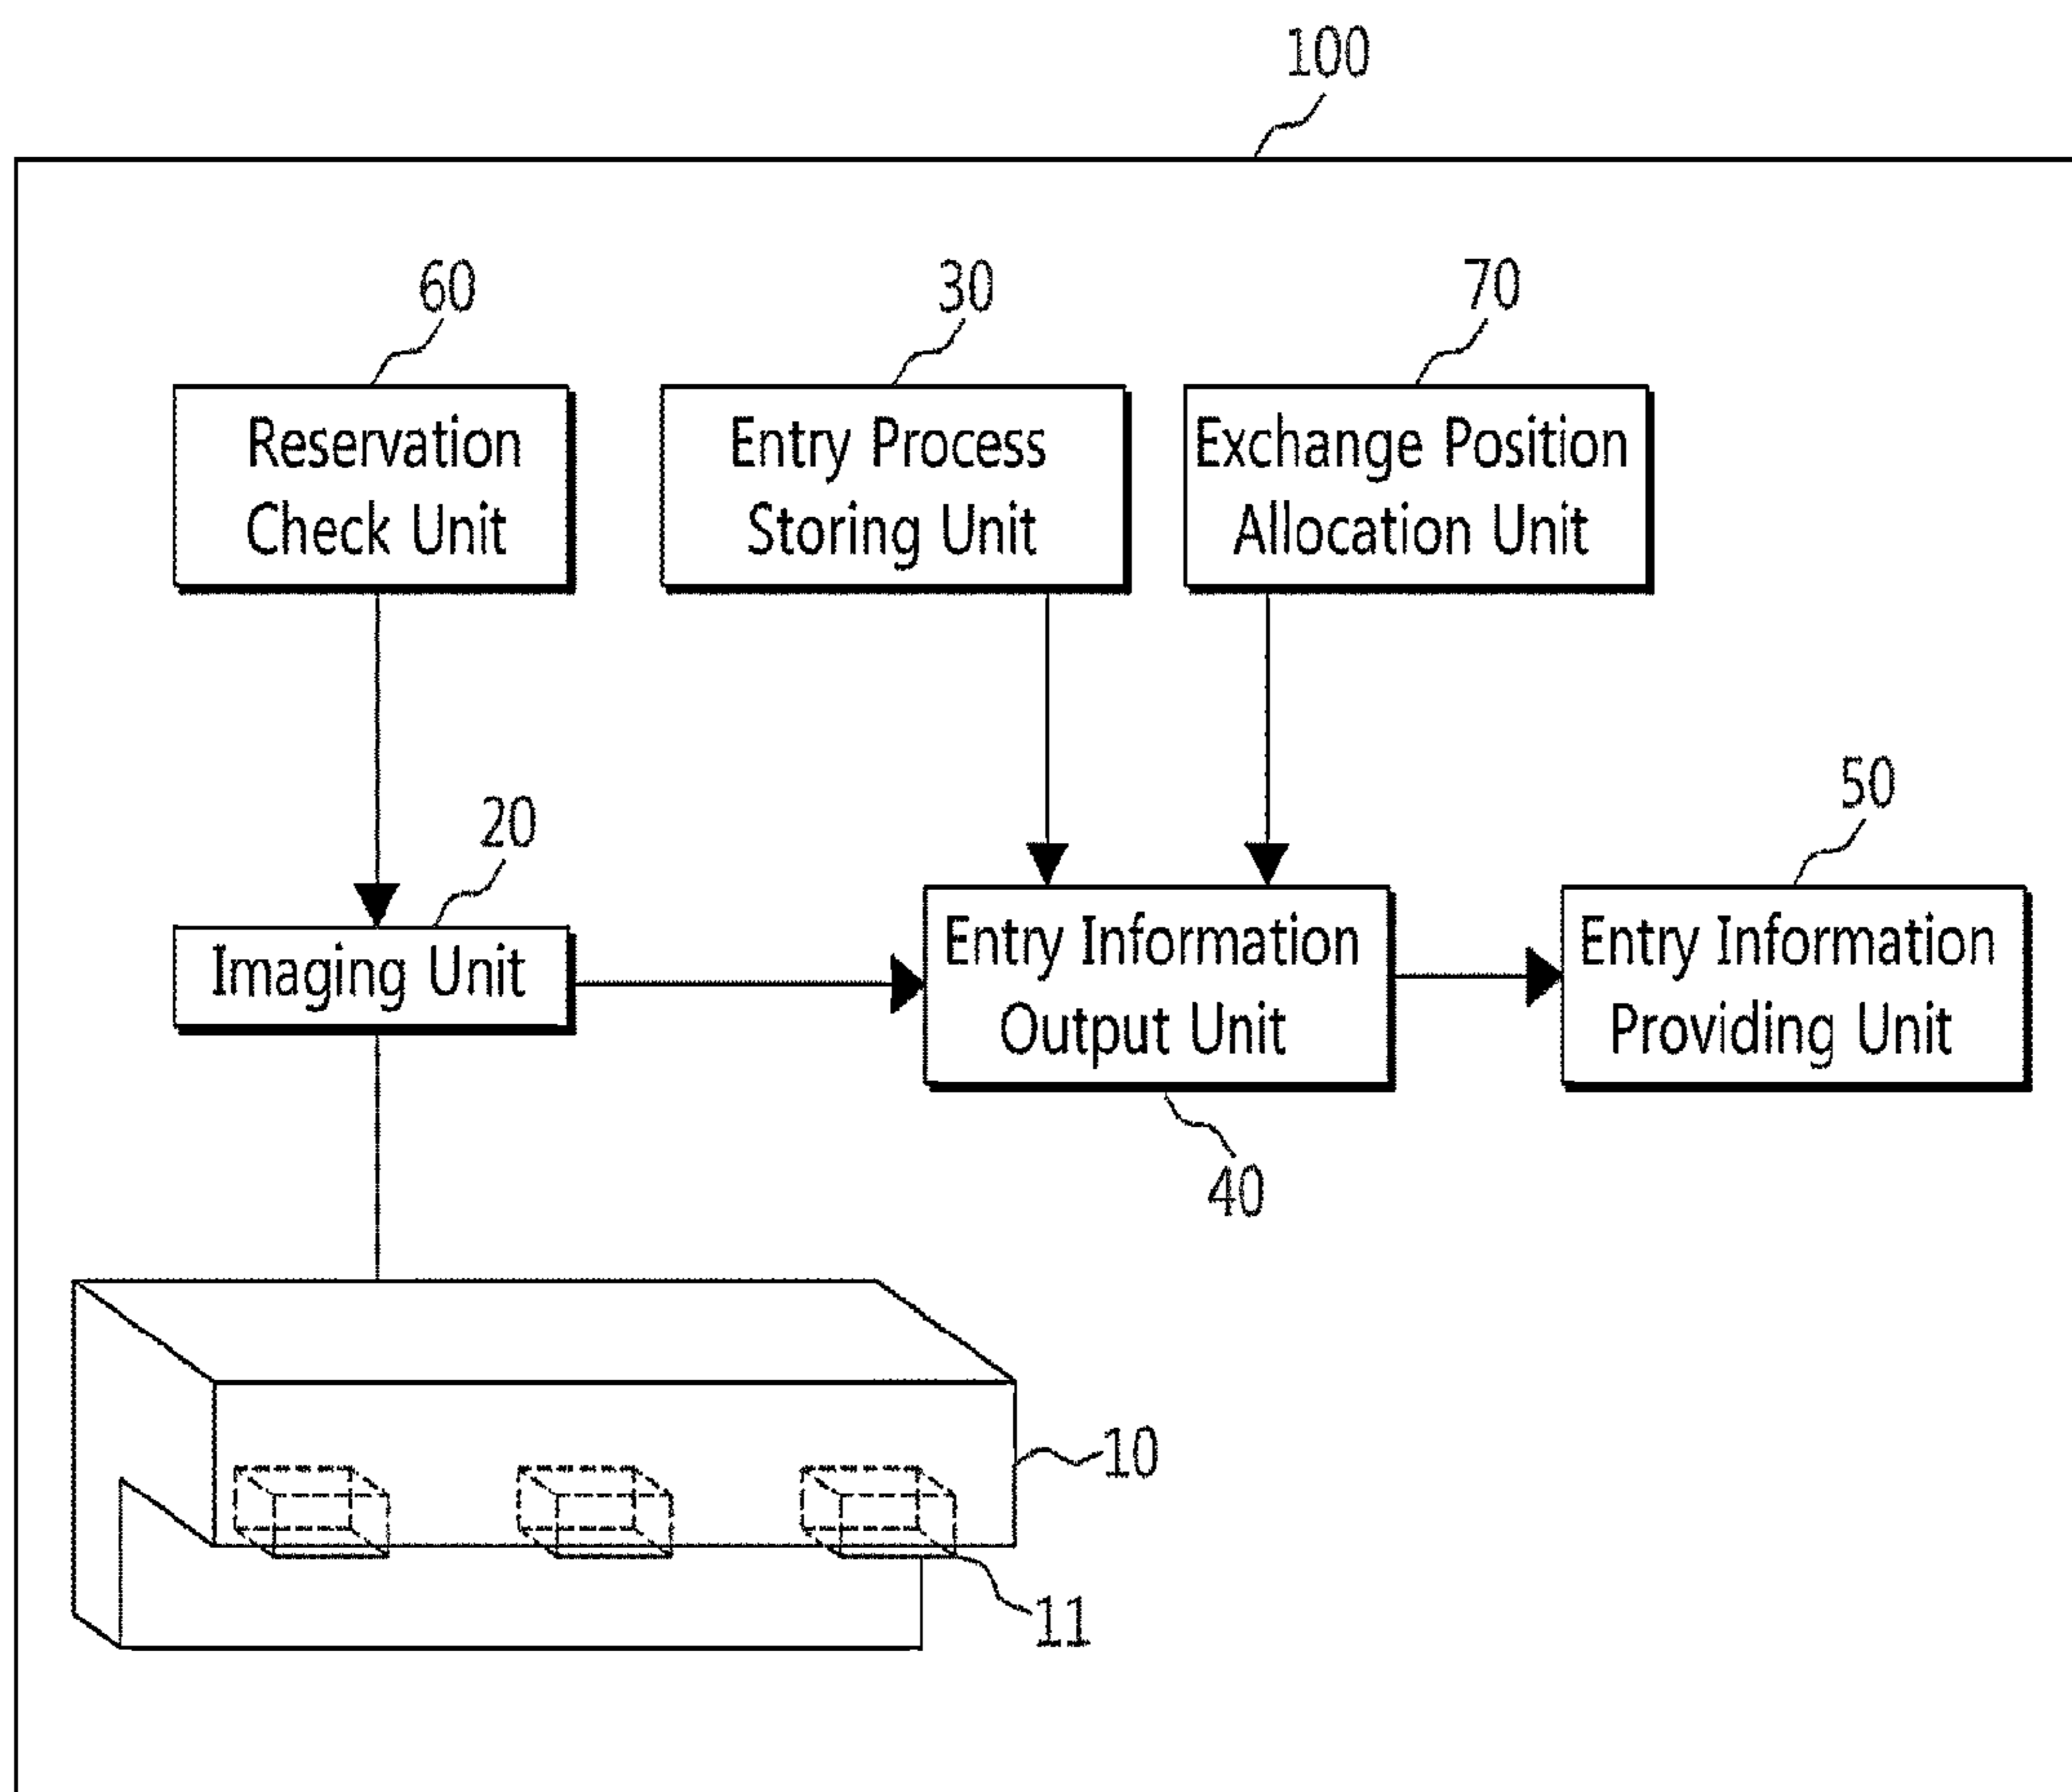 100
60
30
70
Reservation
Check Unit
Entry Process
Storing Unit
Exchange Position
Allocation Unit
20
50
Imaging Unit
Entry Information
Output Unit
Entry Information
Providing Unit
40
10
11